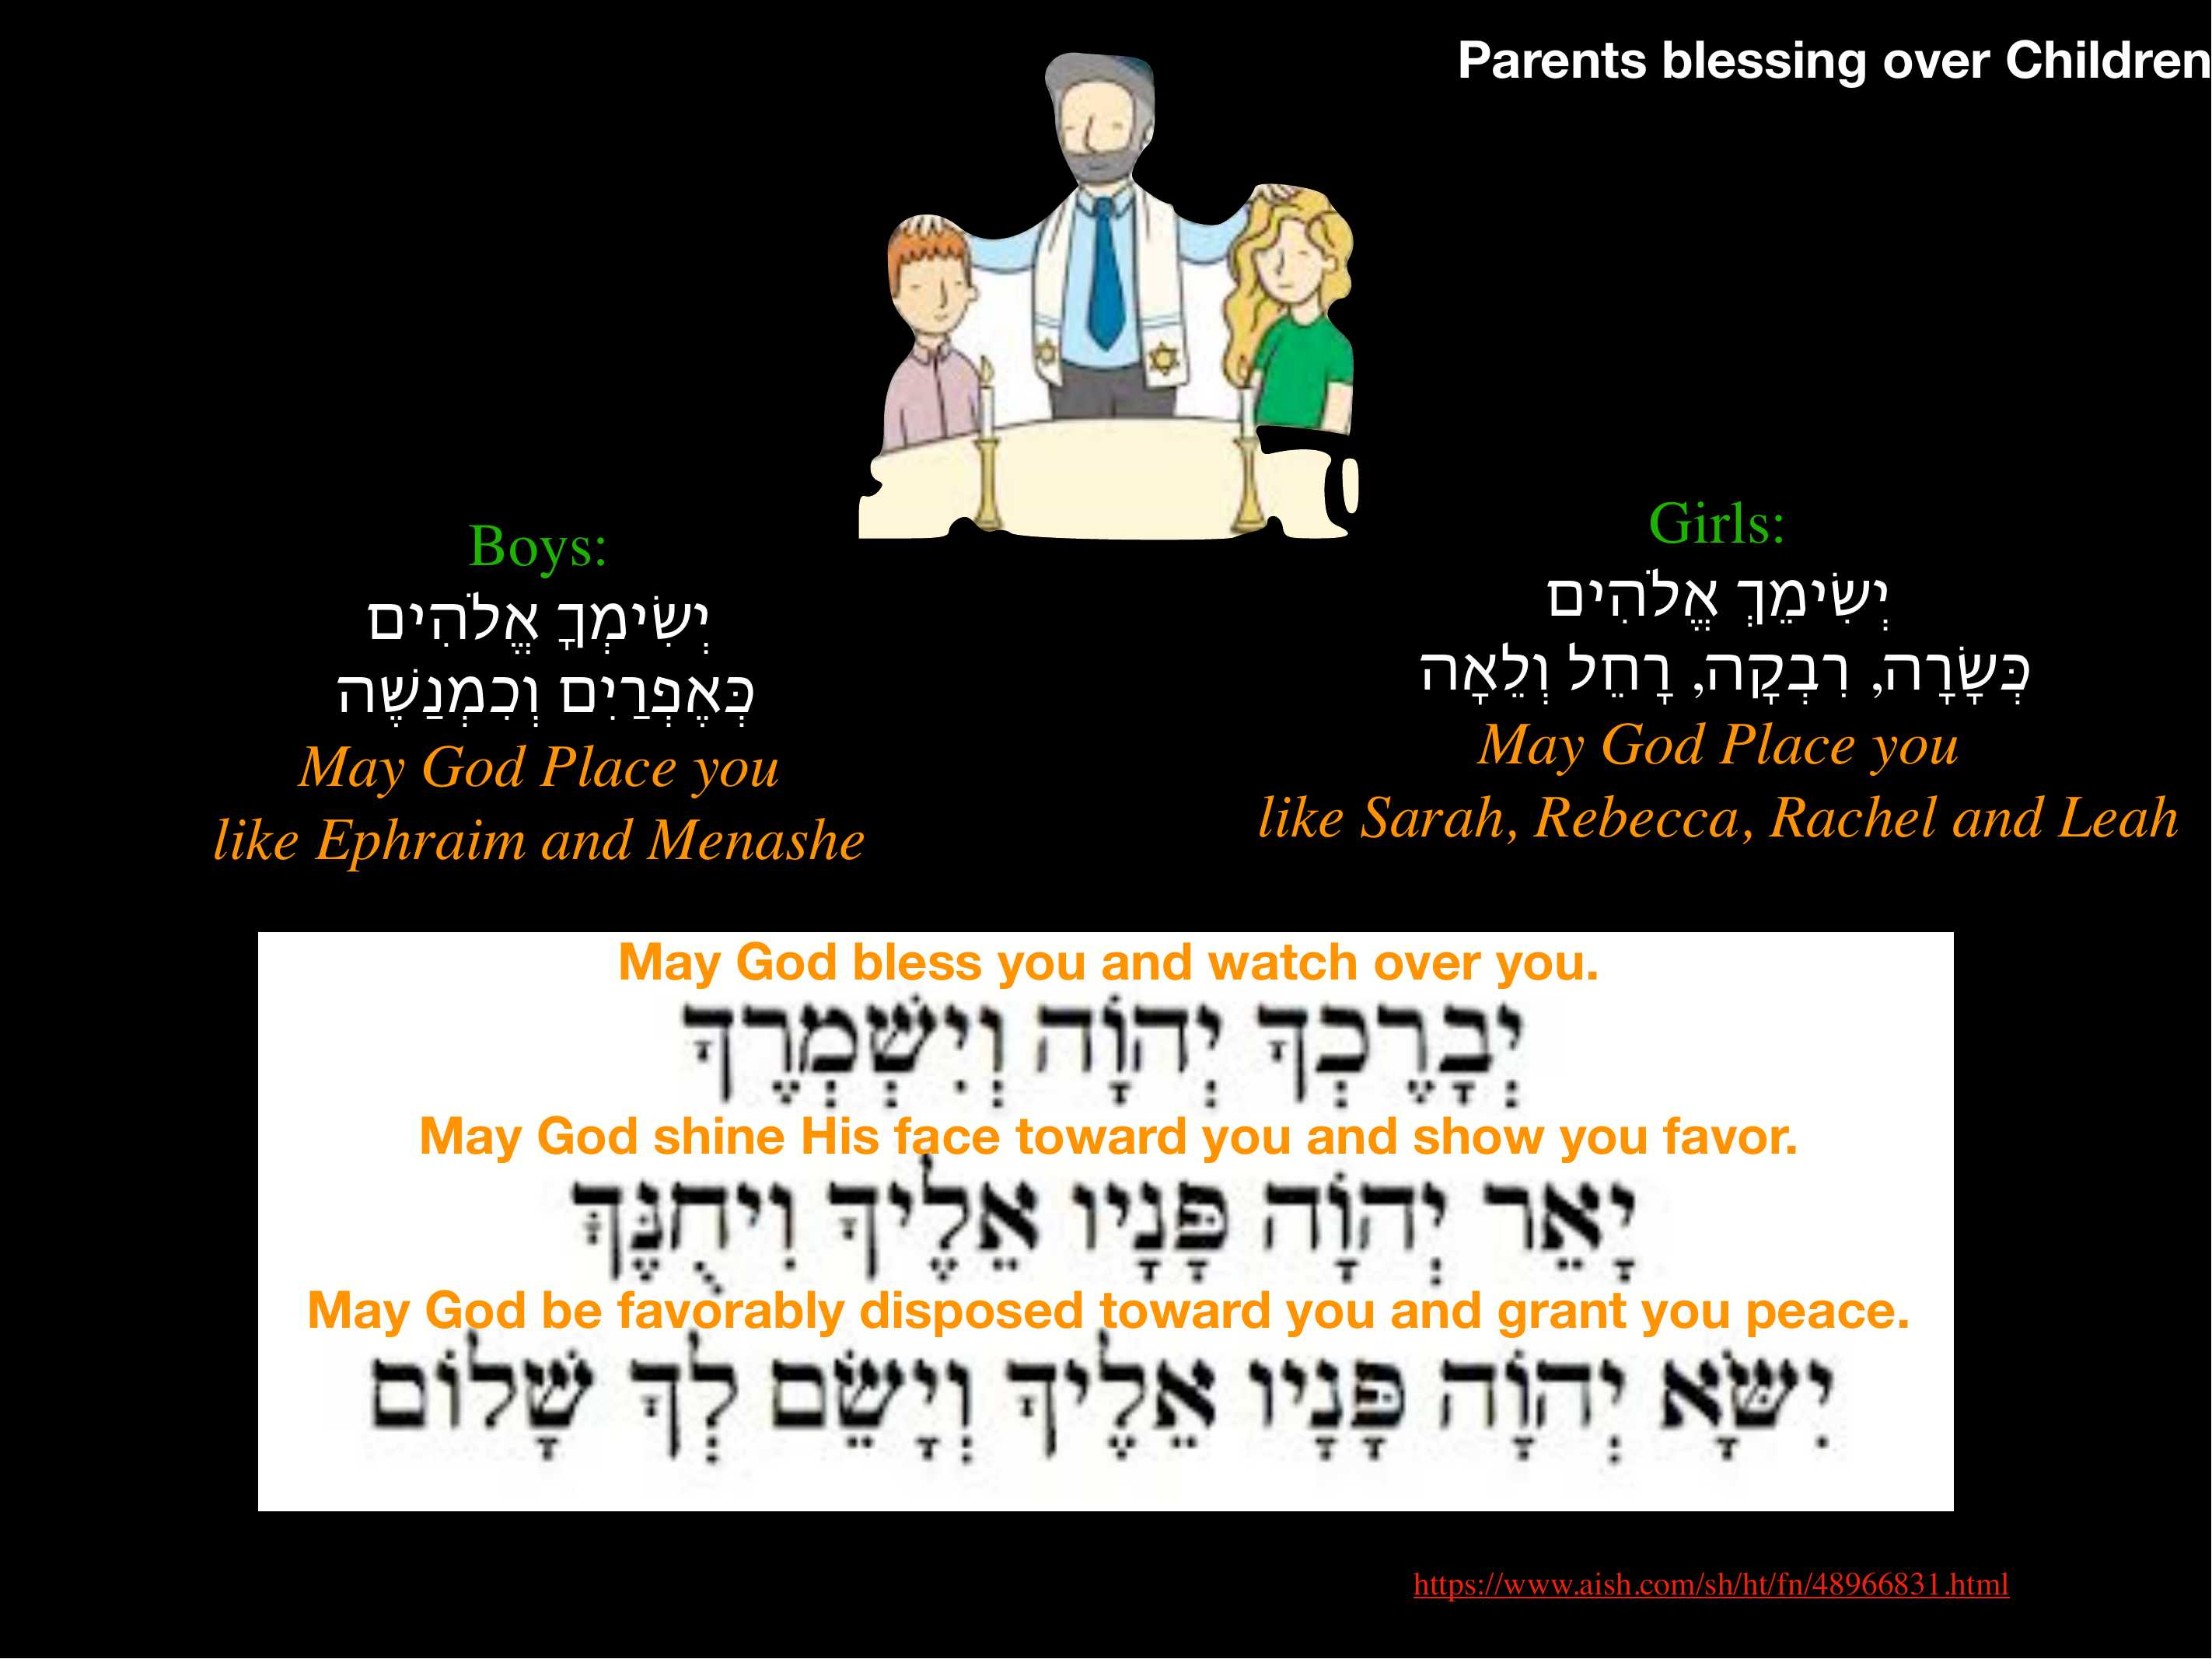 Parents blessing over Children
Boys:
יְשִׂימְךָ אֱלֹהִים
כְּאֶפְרַיִם וְכִמְנַשֶּׁה
May God Place you
like Ephraim and Menashe
Girls:
יְשִׂימֵךְ אֱלֹהִים
כְּשָׂרָה, רִבְקָה, רָחֵל וְלֵאָה
May God Place you
like Sarah, Rebecca, Rachel and Leah
May God bless you and watch over you.
יְבָרֶכְךָ יְהוָֹה וְיִשְׁמְרֶךָ
May God shine His face toward you and show you favor.
יָאֵר יְהוָֹה פָּנָיו אֵלֶיךָ וִיחֻנֶּךָּ
May God be favorably disposed toward you and grant you peace.
יִשָּׂא יְהוָֹה פָּנָיו אֵלֶיךָ וְיָשֵׂם לְךָ שָׁלוֹם
https://www.aish.com/sh/ht/fn/48966831.html